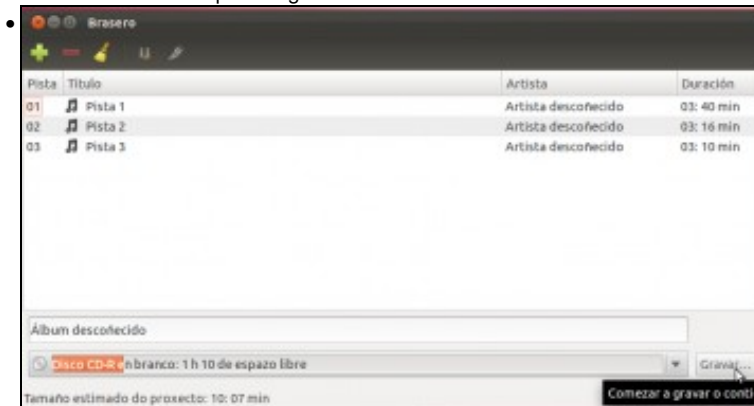 Brasero
Pista Título Artista Duración
01 Pista 1 Artista descoñecido 03: 40 min
02 Pista 2 Artista descoñecido 03: 16 min
03 Pista 3 Artista descoñecido 03: 10 min
Álbum descoñecido
Disco CD-R en branco: 1 h 10 de espazo libre Gravar...
Tamaño estimado do proxecto: 10: 07 min Comezar a gravar o conti